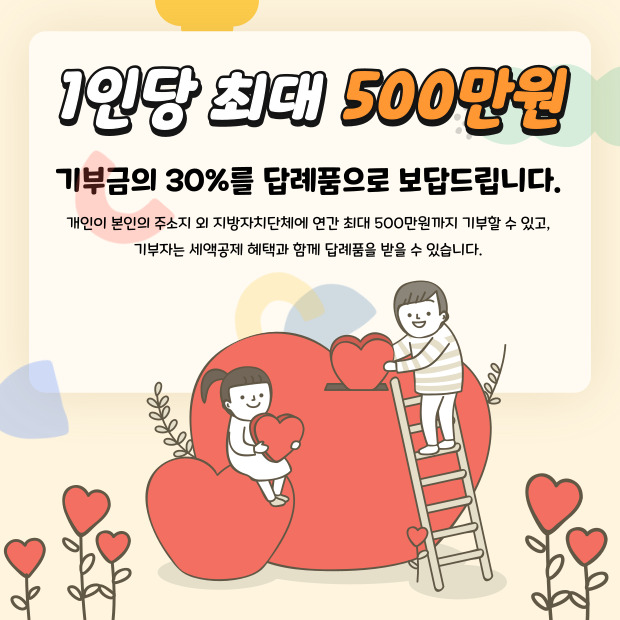 1인당 최대 500만원
기부금의 30%를 답례품으로 보답드립니다.
개인이 본인의 주소지 외 지방자치단체에 연간 최대 500만원까지 기부할 수 있고,
기부자는 세액공제 혜택과 함께 답례품을 받을 수 있습니다.